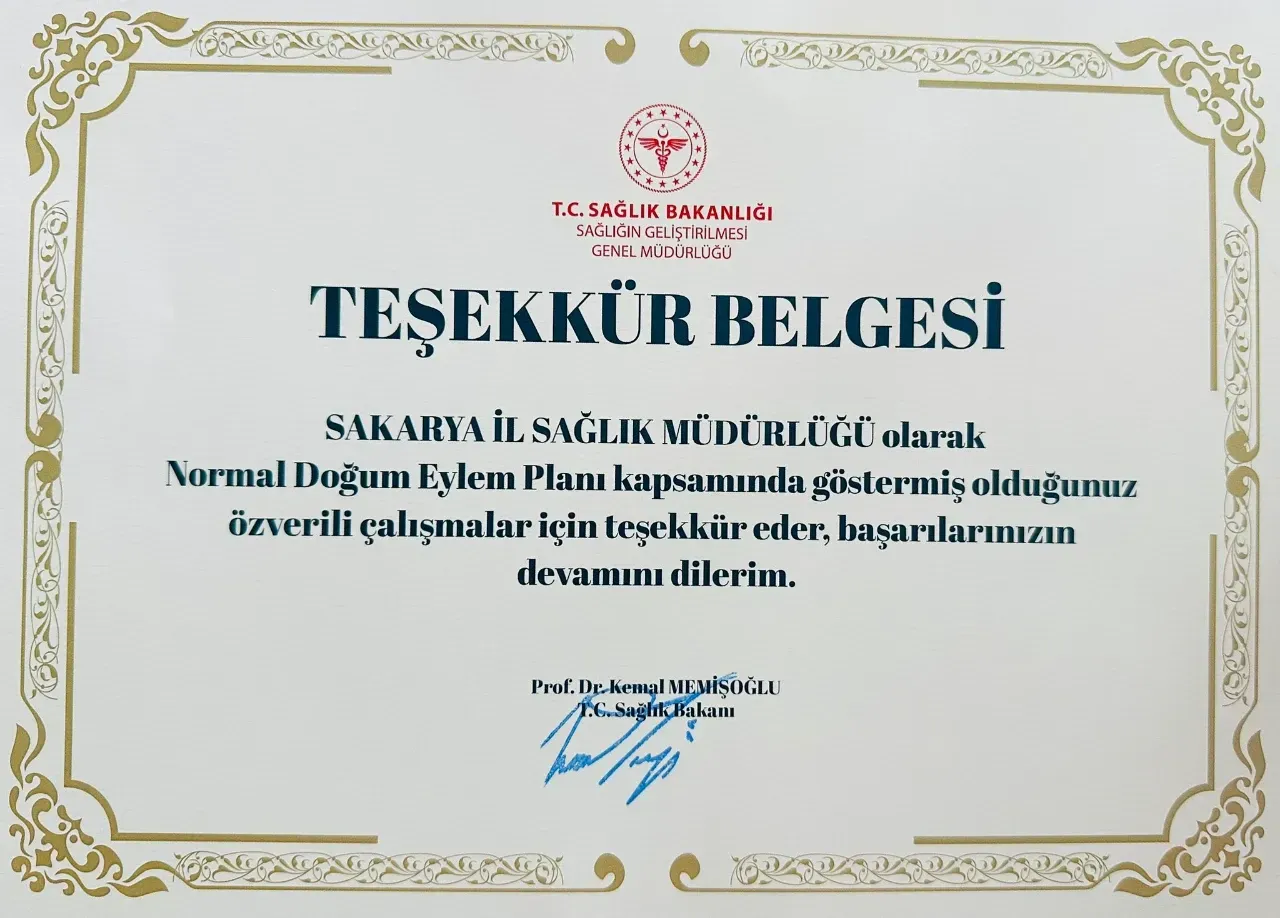 T.C. SAĞLIK BAKANLIĞI
SAĞLIĞIN GELİŞTİRİLMESİ
GENEL MÜDÜRLÜĞÜ
TEŞEKKÜR BELGESİ
SAKARYA İL SAĞLIK MÜDÜRLÜĞÜ olarak
Normal Doğum Eylem Planı kapsamında göstermiş olduğunuz
özverili çalışmalar için teşekkür eder, başarılarınızın
devamını dilerim.
Prof. Dr. Kemal MEMİŞOĞLU
T.C. Sağlık Bakanı